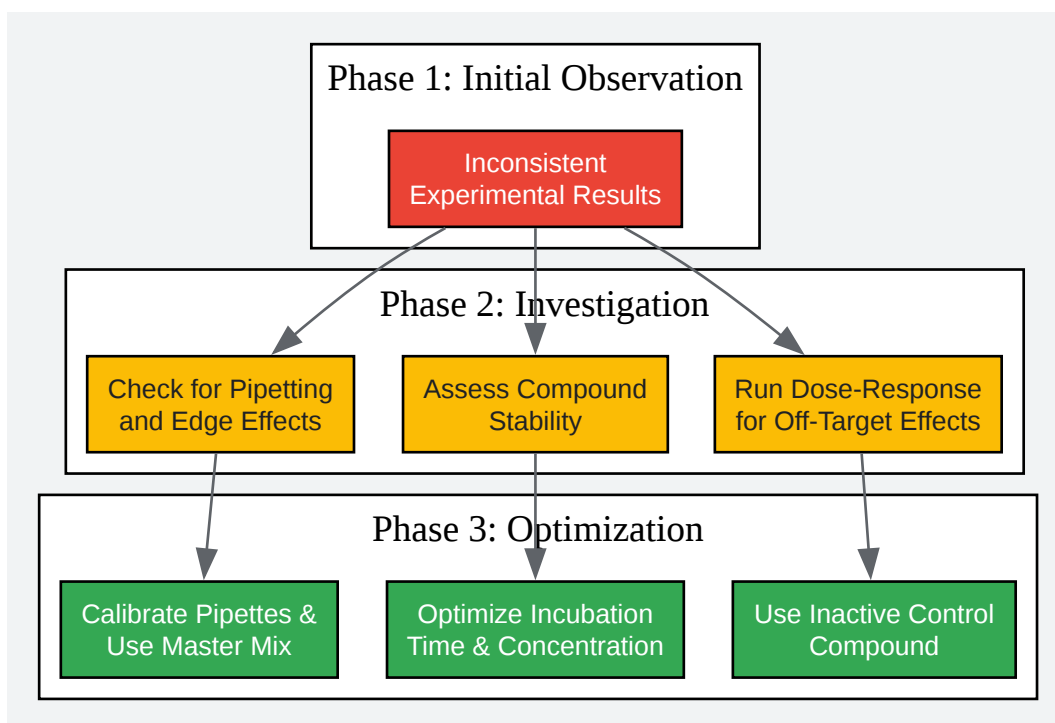 Phase 1: Initial Observation
Inconsistent
Experimental Results
Phase 2: Investigation
Check for Pipetting
and Edge Effects
Assess Compound
Stability
Run Dose-Response
for Off-Target Effects
Phase 3: Optimization
Calibrate Pipettes &
Use Master Mix
Optimize Incubation
Time & Concentration
Use Inactive Control
Compound